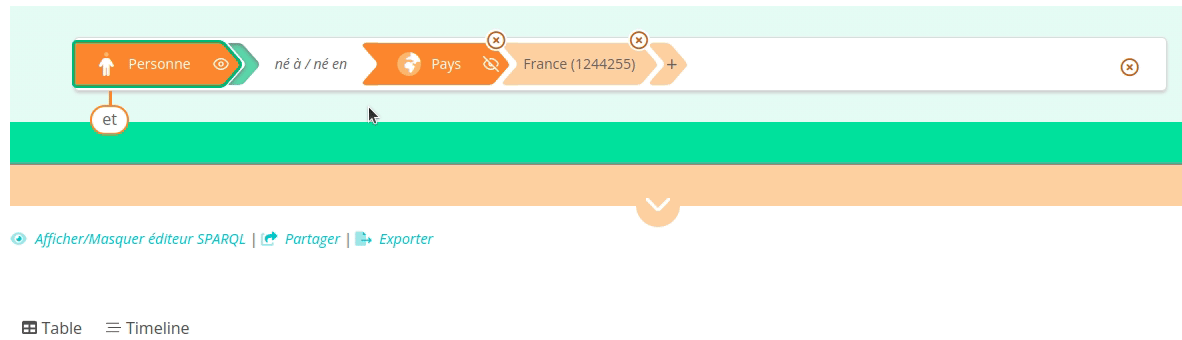 Personne né à / né en Pays France (1244255) +
et
Afficher/Masquer éditeur SPARQL | Partager | Exporter
Table Timeline